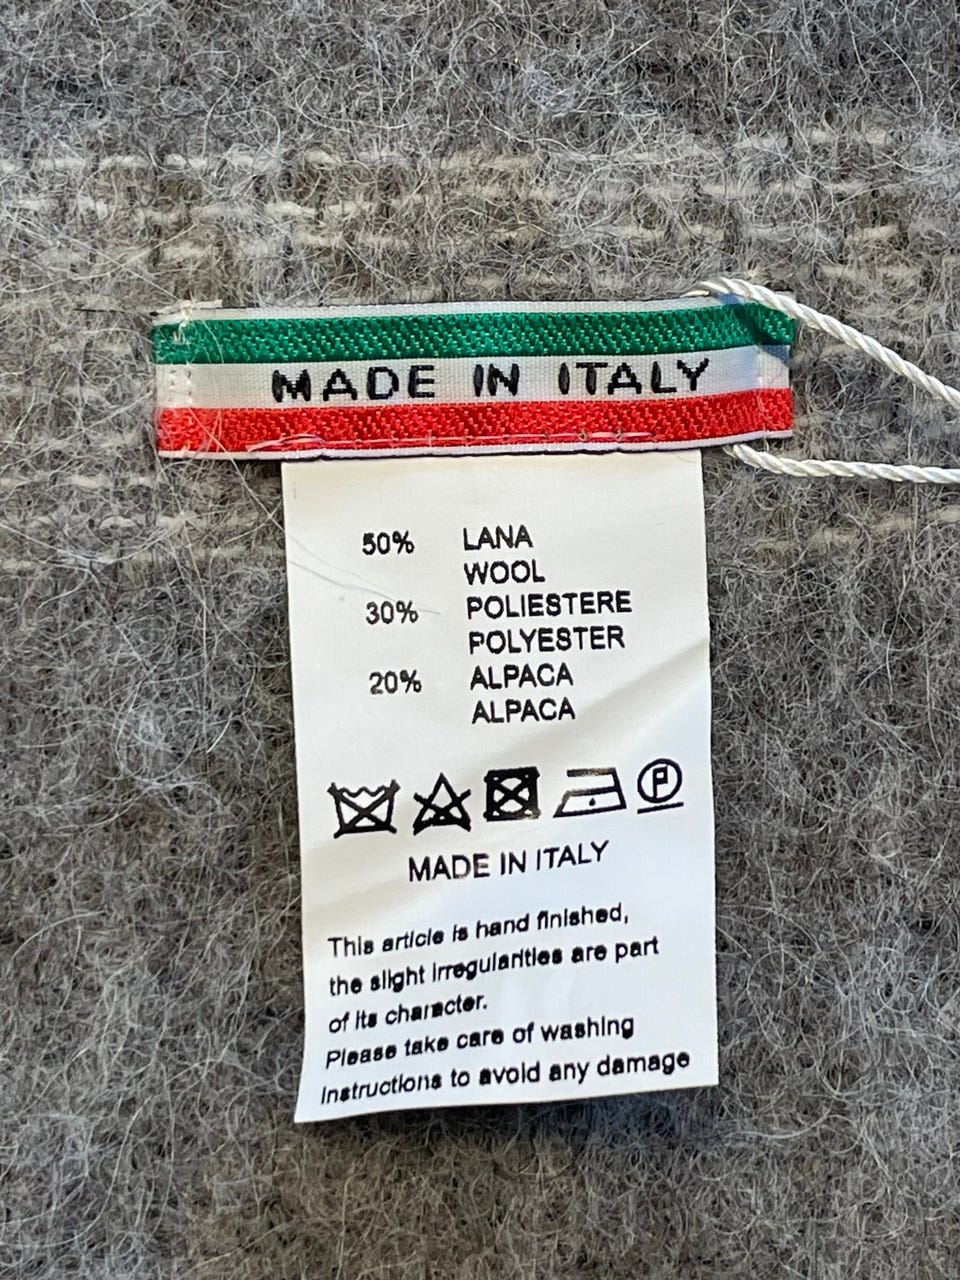 MADE IN ITALY
50% LANA
WOOL
30% POLIESTERE
POLYESTER
20% ALPACA
ALPACA
P
MADE IN ITALY
This article is hand finished,
the slight irregularities are part
of its character.
Please take care of washing
instructions to avoid any damage